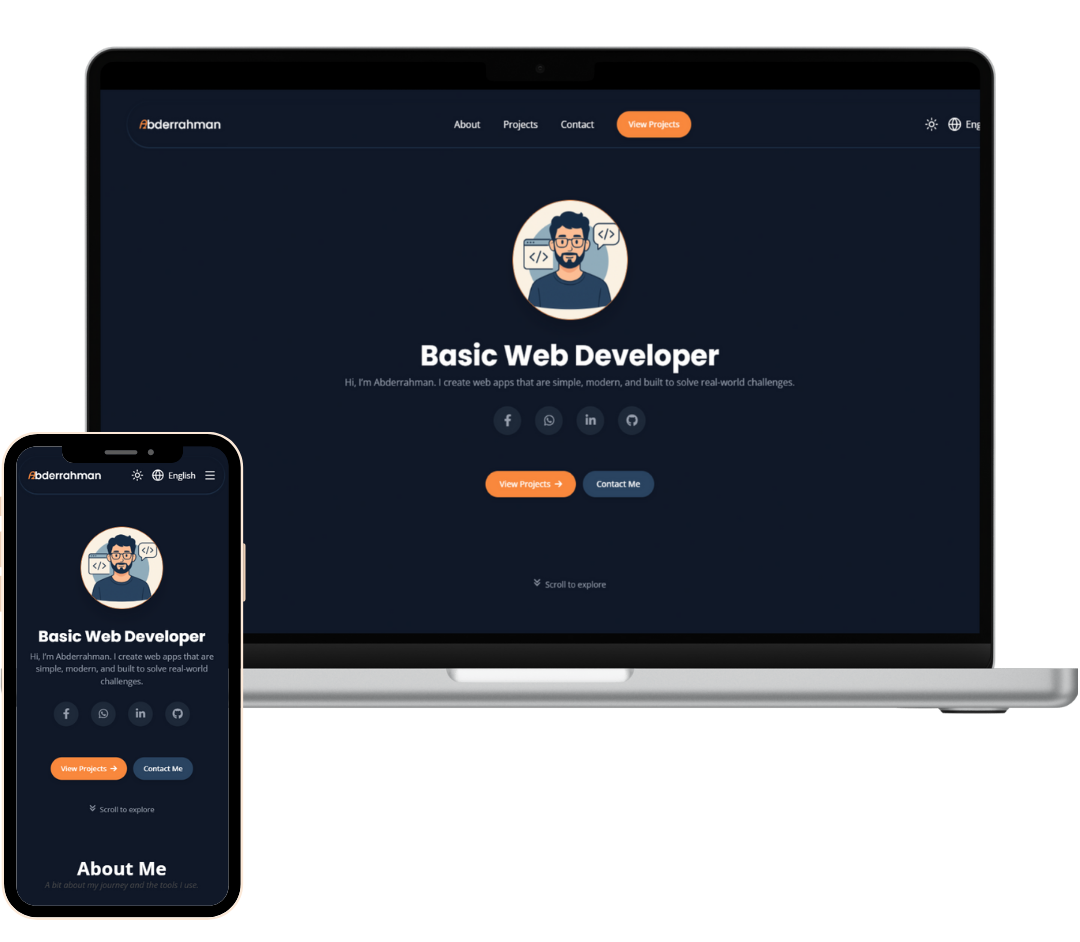 Abderrahman
About
Projects
Contact
View Projects
Eng
</>
</>
Basic Web Developer
Hi, I'm Abderrahman. I create web apps that are simple, modern, and built to solve real-world challenges.
f
in
View Projects →
Contact Me
Scroll to explore
Abderrahman
English
</>
</>
Basic Web Developer
Hi, I'm Abderrahman. I create web apps that are
simple, modern, and built to solve real-world
challenges.
f
in
View Projects →
Contact Me
Scroll to explore
About Me
A bit about my journey and the tools I use.